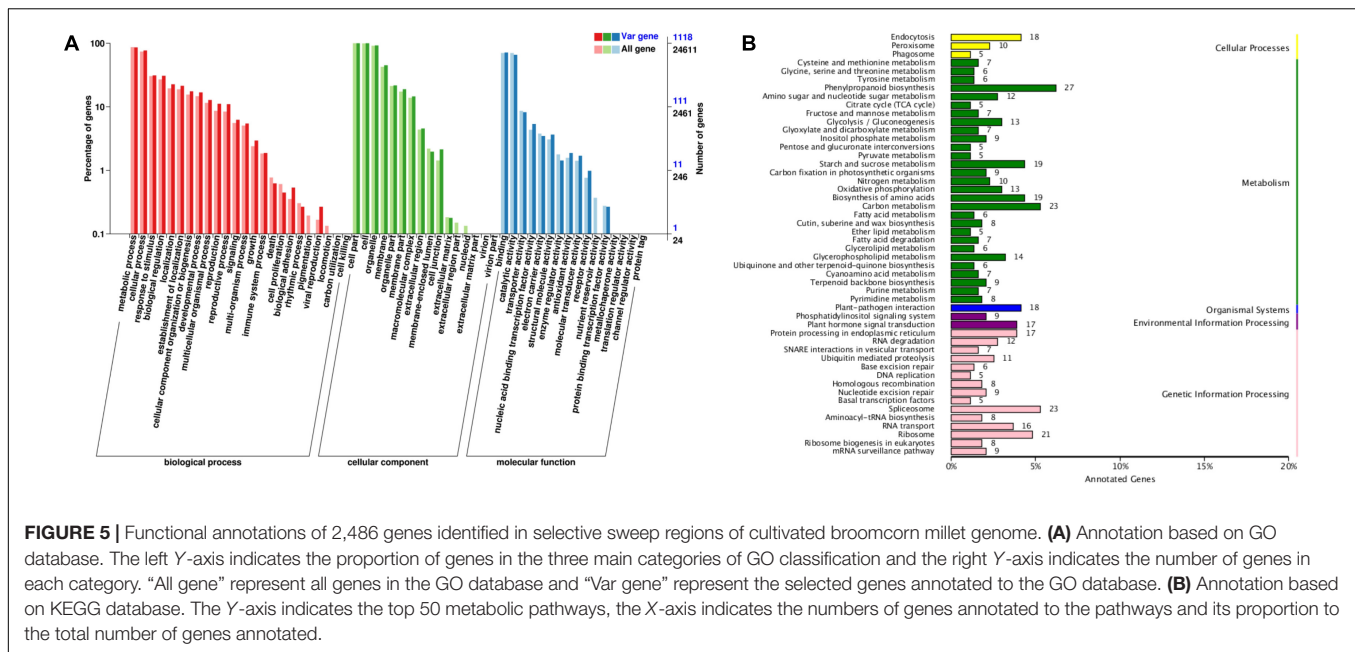 A
Var gene
All gene
1118
24611
111
2461
11
246
1
24
100
10
1
0.1
Percentage of genes
Number of genes
metabolic process
cellular process
response to stimulus
biological regulation
localization
establishment of localization
cellular component organization or biogenesis
developmental process
multicellular organismal process
reproduction
reproductive process
signaling
multi-organism process
growth
immune system process
death
cell proliferation
biological adhesion
rhythmic process
pigmentation
viral reproduction
locomotion
carbon utilization
cell killing
cell part
cell
organelle
membrane
organelle part
membrane part
macromolecular complex
extracellular region
membrane-enclosed lumen
cell junction
extracellular matrix
extracellular region part
nucleoid
extracellular matrix part
virion
virion part
binding
catalytic activity
transporter activity
nucleic acid binding transcription factor activity
structural molecule activity
electron carrier activity
enzyme regulator activity
antioxidant activity
molecular transducer activity
receptor activity
nutrient reservoir activity
protein binding transcription factor activity
metallochaperone activity
translation regulator activity
channel regulator activity
protein tag
biological process
cellular component
molecular function
B
Endocytosis 18
Peroxisome 10
Phagosome 5
Cysteine and methionine metabolism 7
Glycine, serine and threonine metabolism 6
Tyrosine metabolism 6
Phenylpropanoid biosynthesis 27
Amino sugar and nucleotide sugar metabolism 12
Citrate cycle (TCA cycle) 5
Fructose and mannose metabolism 7
Glycolysis / Gluconeogenesis 13
Glyoxylate and dicarboxylate metabolism 7
Inositol phosphate metabolism 9
Pentose and glucuronate interconversions 5
Pyruvate metabolism 5
Starch and sucrose metabolism 19
Carbon fixation in photosynthetic organisms 9
Nitrogen metabolism 10
Oxidative phosphorylation 13
Biosynthesis of amino acids 19
Carbon metabolism 23
Fatty acid metabolism 6
Cutin, suberine and wax biosynthesis 8
Ether lipid metabolism 5
Fatty acid degradation 7
Glycerolipid metabolism 6
Glycerophospholipid metabolism 14
Ubiquinone and other terpenoid-quinone biosynthesis 6
Cyanoamino acid metabolism 7
Terpenoid backbone biosynthesis 9
Purine metabolism 7
Pyrimidine metabolism 8
Plant-pathogen interaction 18
Phosphatidylinositol signaling system 9
Plant hormone signal transduction 17
Protein processing in endoplasmic reticulum 17
RNA degradation 12
SNARE interactions in vesicular transport 7
Ubiquitin mediated proteolysis 11
Base excision repair 6
DNA replication 5
Homologous recombination 8
Nucleotide excision repair 9
Basal transcription factors 5
Spliceosome 23
Aminoacyl-tRNA biosynthesis 8
RNA transport 16
Ribosome 21
Ribosome biogenesis in eukaryotes 8
mRNA surveillance pathway 9
Cellular Processes
Metabolism
Organismal Systems
Environmental Information Processing
Genetic Information Processing
0% 5% 10% 15% 20%
Annotated Genes
FIGURE 5 | Functional annotations of 2,486 genes identified in selective sweep regions of cultivated broomcorn millet genome. (A) Annotation based on GO
database. The left Y-axis indicates the proportion of genes in the three main categories of GO classification and the right Y-axis indicates the number of genes in
each category. “All gene” represent all genes in the GO database and “Var gene” represent the selected genes annotated to the GO database. (B) Annotation based
on KEGG database. The Y-axis indicates the top 50 metabolic pathways, the X-axis indicates the numbers of genes annotated to the pathways and its proportion to
the total number of genes annotated.